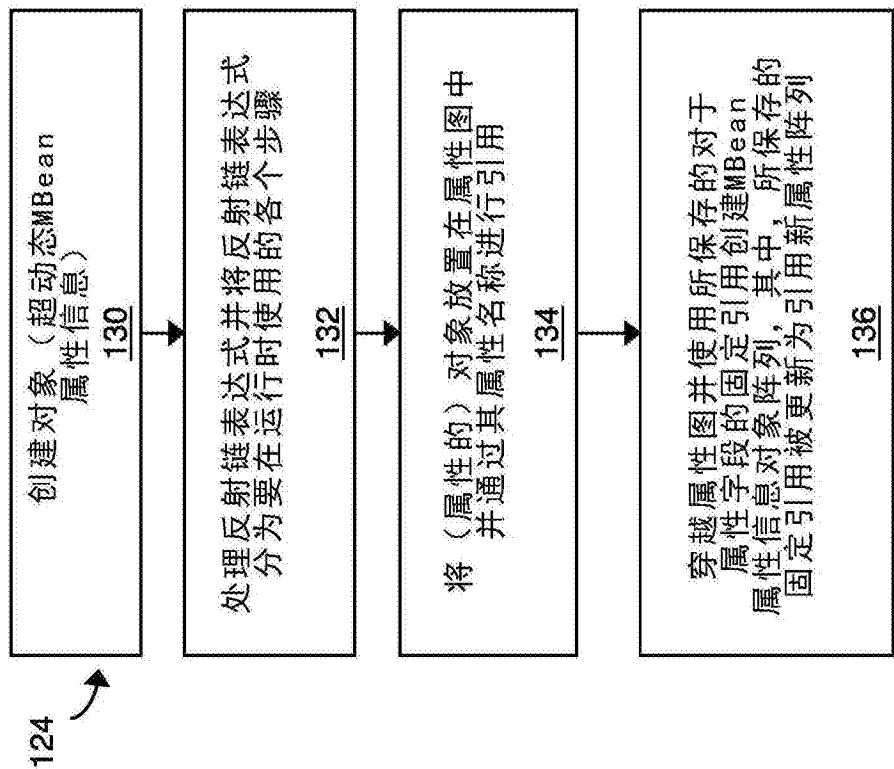 124
创建对象（超动态MBean
属性信息）
130
处理反射链表达式并将反射链表达式
分为要在运行时使用的各个步骤
132
将（属性的）对象放置在属性图中
并通过其属性名称进行引用
134
穿越属性图并使用所保存的对于
属性字段的固定引用创建MBean
属性信息对象阵列，其中，所保存的
固定引用被更新为引用新属性阵列
136